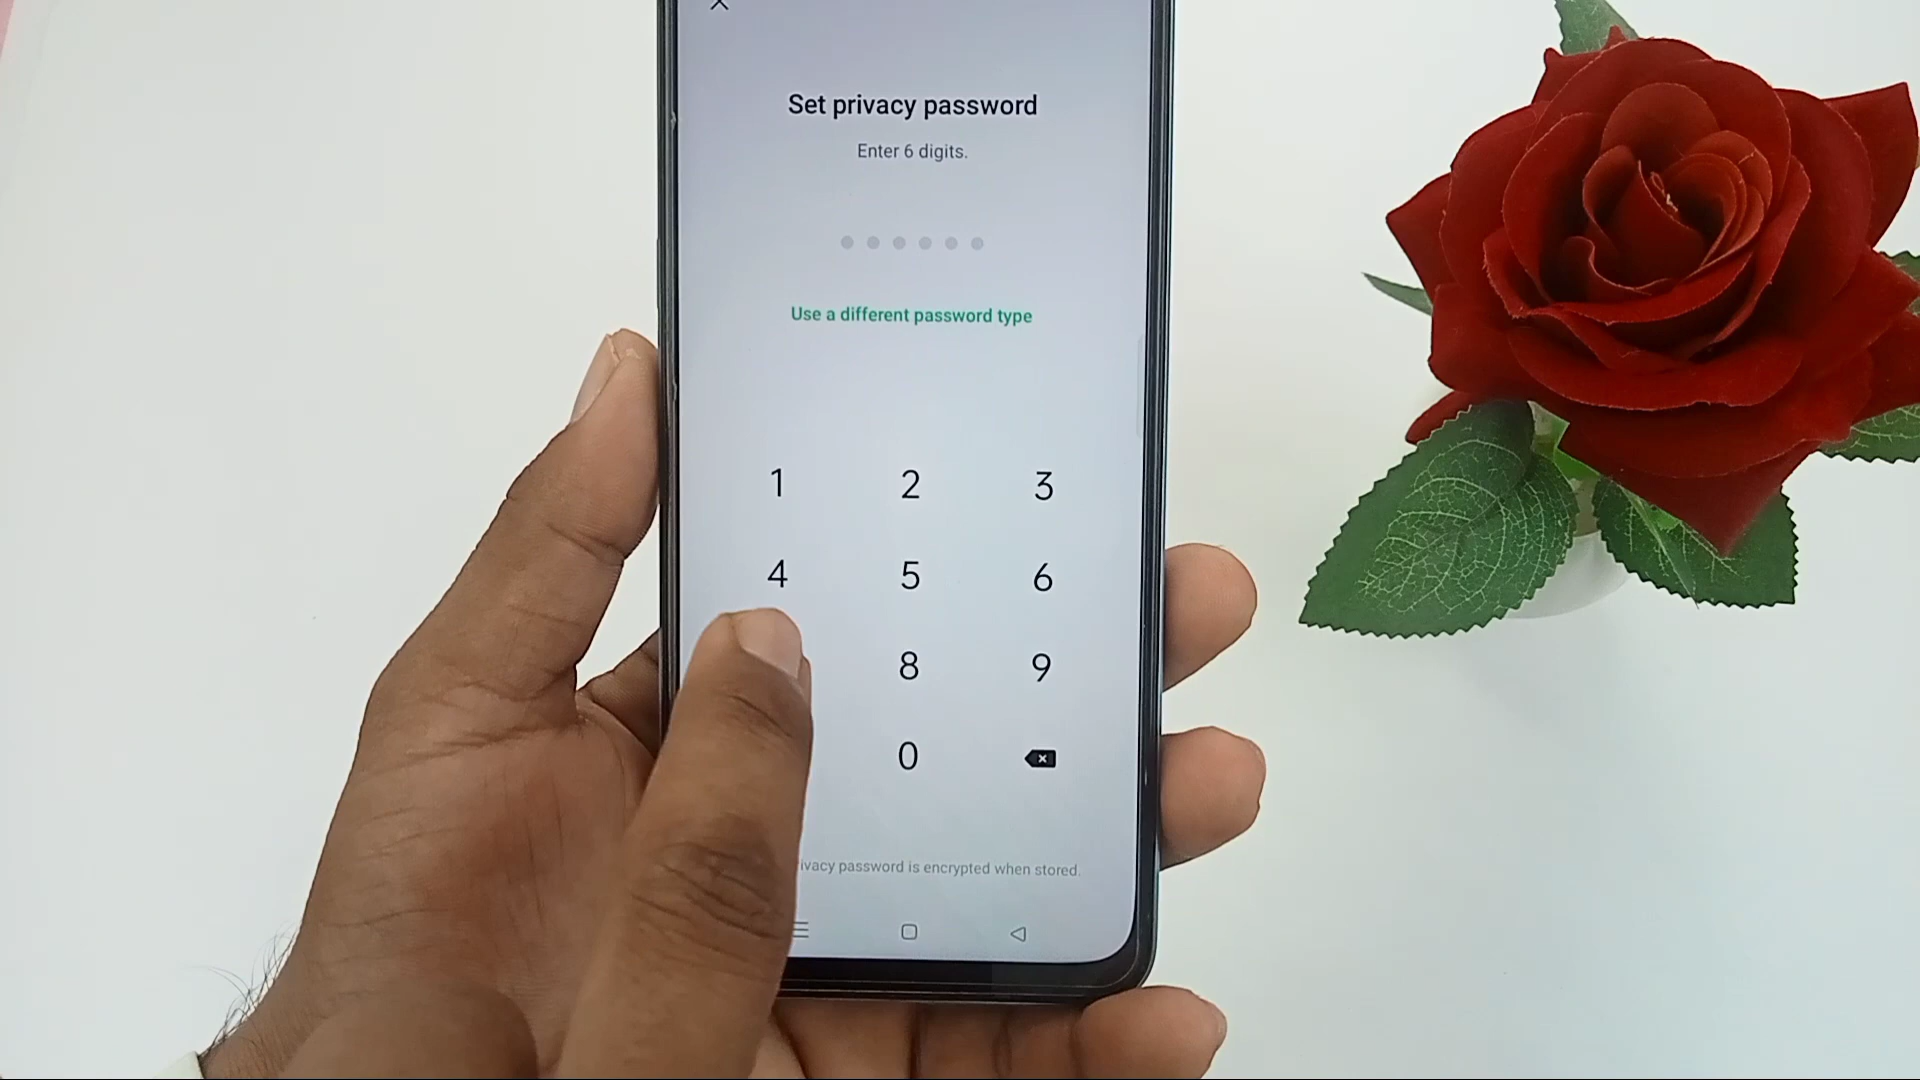 Set privacy password
Enter 6 digits.
Use a different password type
1 2 3
4 5 6
8 9
0
password is encrypted when stored.